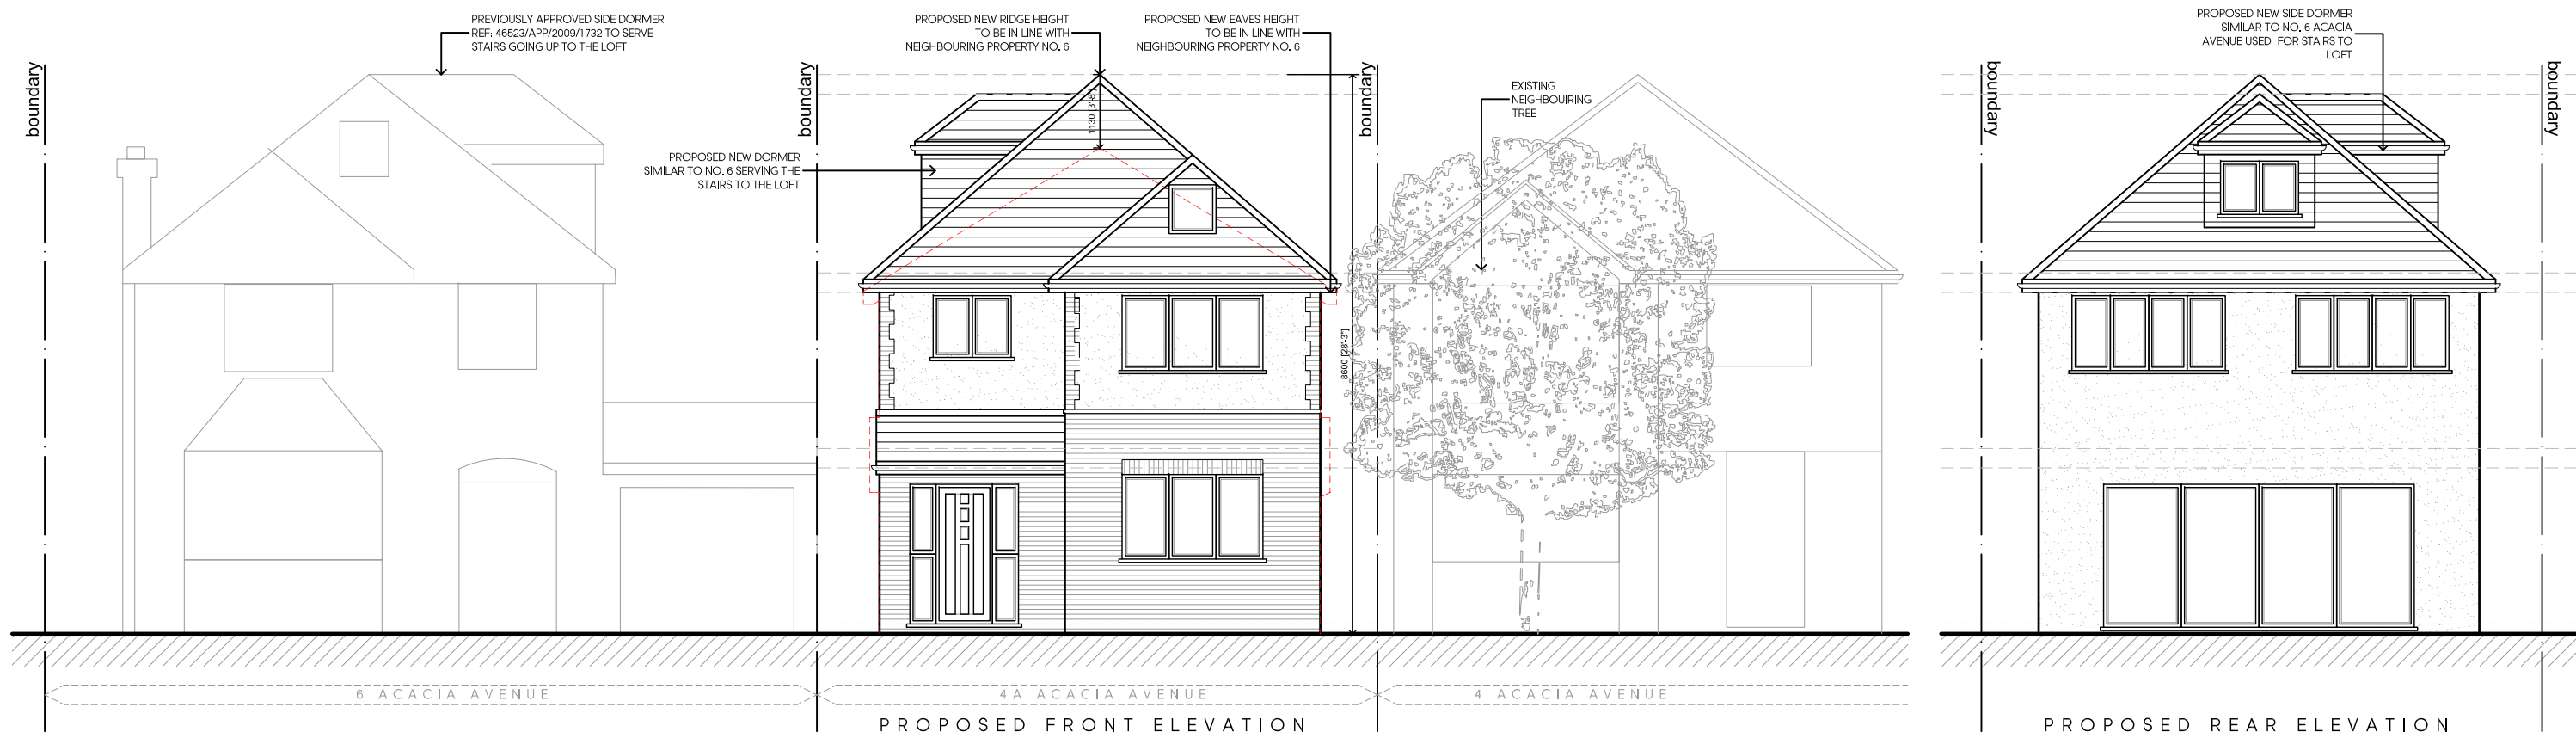 PREVIOUSLY APPROVED SIDE DORMER
REF: 46523/APP/2009/1732 TO SERVE
STAIRS GOING UP TO THE LOFT
PROPOSED NEW RIDGE HEIGHT
TO BE IN LINE WITH
NEIGHBOURING PROPERTY NO. 6
PROPOSED NEW EAVES HEIGHT
TO BE IN LINE WITH
NEIGHBOURING PROPERTY NO. 6
PROPOSED NEW SIDE DORMER
SIMILAR TO NO. 6 ACACIA
AVENUE USED FOR STAIRS TO
LOFT
boundary
boundary
boundary
boundary
boundary
EXISTING
NEIGHBOUIRING
TREE
1130 [3'-8"]
PROPOSED NEW DORMER
SIMILAR TO NO. 6 SERVING THE
STAIRS TO THE LOFT
8600 [28'-3"]
6 ACACIA AVENUE
4A ACACIA AVENUE
4 ACACIA AVENUE
PROPOSED FRONT ELEVATION
PROPOSED REAR ELEVATION